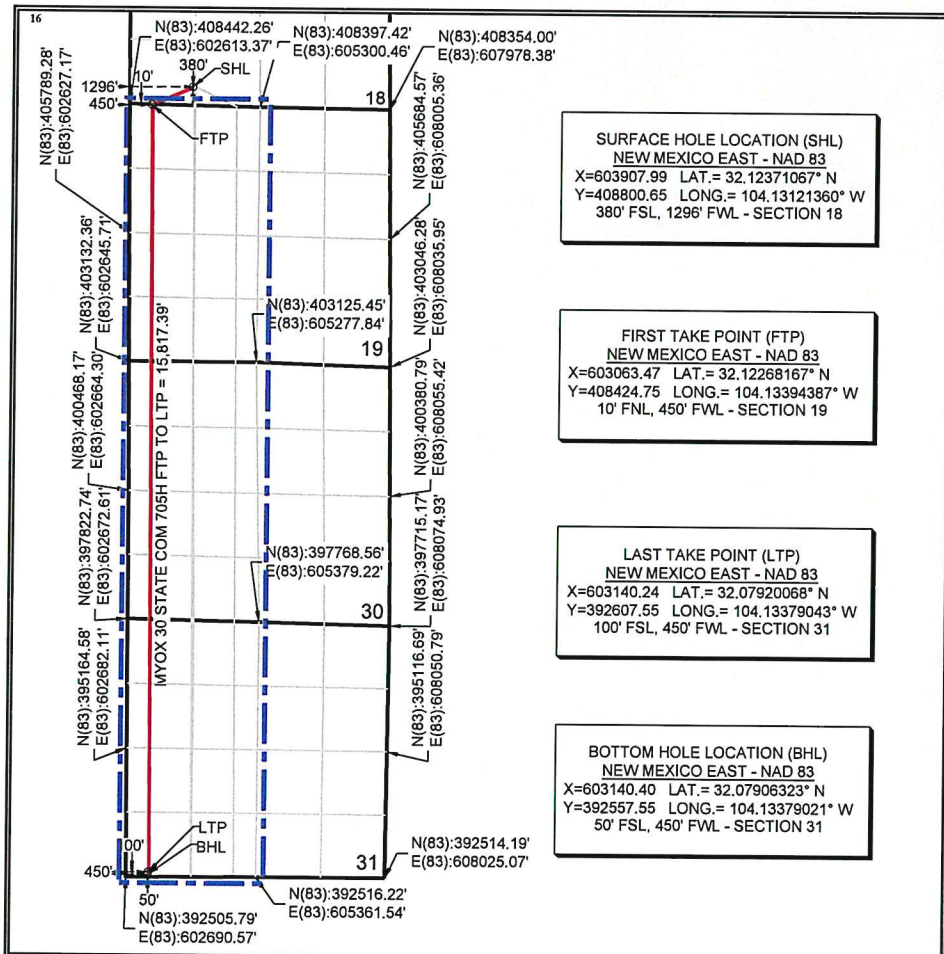 16
N(83):408442.26'
E(83):602613.37'
N(83):408397.42'
E(83):605300.46'
N(83):408354.00'
E(83):607978.38'
380'
SHL
1296'
10'
450'
18
FTP
N(83):405789.28'
E(83):602627.17'
N(83):405684.57'
E(83):608005.36'
N(83):403132.36'
E(83):602645.71'
N(83):403046.28'
E(83):608035.95'
N(83):403125.45'
E(83):605277.84'
19
MYOX 30 STATE COM 705H FTP TO LTP = 15,817.39'
N(83):400468.17'
E(83):602664.30'
N(83):400380.79'
E(83):608055.42'
N(83):397822.74'
E(83):602672.61'
N(83):397715.17'
E(83):608074.93'
N(83):397768.56'
E(83):605379.22'
30
N(83):395164.58'
E(83):602682.11'
N(83):395116.69'
E(83):608050.79'
LTP
BHL
00'
450'
50'
31
N(83):392514.19'
E(83):608025.07'
N(83):392516.22'
E(83):605361.54'
N(83):392505.79'
E(83):602690.57'
SURFACE HOLE LOCATION (SHL)
NEW MEXICO EAST - NAD 83
X=603907.99 LAT.= 32.12371067° N
Y=408800.65 LONG.= 104.13121360° W
380' FSL, 1296' FWL - SECTION 18
FIRST TAKE POINT (FTP)
NEW MEXICO EAST - NAD 83
X=603063.47 LAT.= 32.12268167° N
Y=408424.75 LONG.= 104.13394387° W
10' FNL, 450' FWL - SECTION 19
LAST TAKE POINT (LTP)
NEW MEXICO EAST - NAD 83
X=603140.24 LAT.= 32.07920068° N
Y=392607.55 LONG.= 104.13379043° W
100' FSL, 450' FWL - SECTION 31
BOTTOM HOLE LOCATION (BHL)
NEW MEXICO EAST - NAD 83
X=603140.40 LAT.= 32.07906323° N
Y=392557.55 LONG.= 104.13379021° W
50' FSL, 450' FWL - SECTION 31